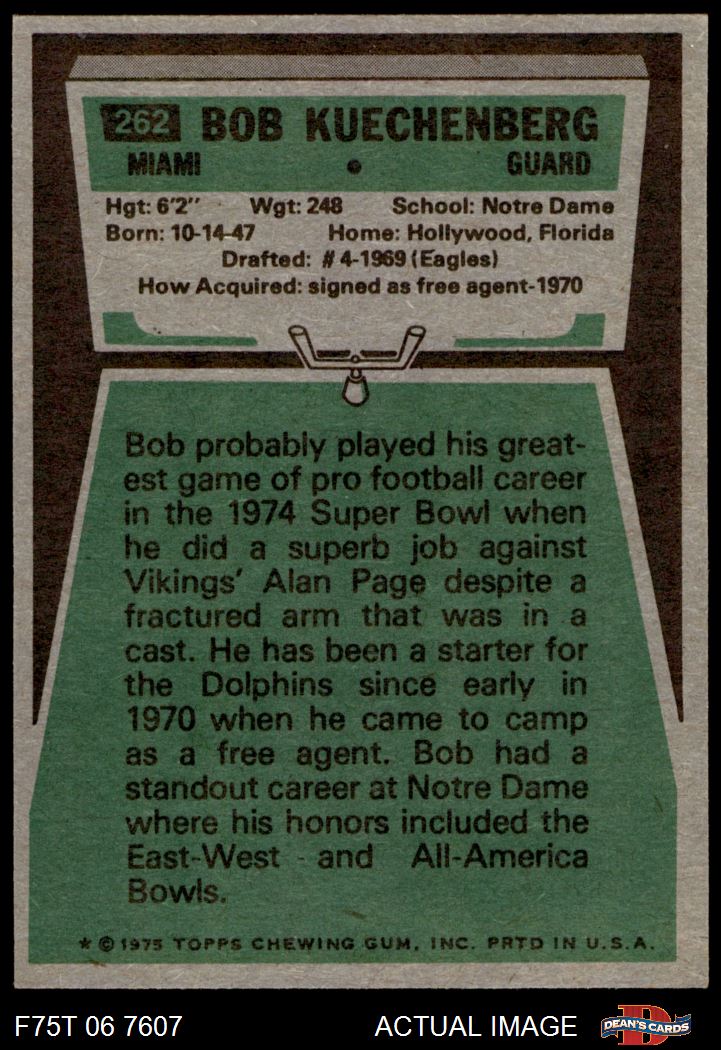 262 BOB KUECHENBERG
MIAMI • GUARD
Hgt: 6'2" Wgt: 248 School: Notre Dame
Born: 10-14-47 Home: Hollywood, Florida
Drafted: #4-1969 (Eagles)
How Acquired: signed as free agent-1970
Bob probably played his great-
est game of pro football career
in the 1974 Super Bowl when
he did a superb job against
Vikings' Alan Page despite a
fractured arm that was in a
cast. He has been a starter for
the Dolphins since early in
1970 when he came to camp
as a free agent. Bob had a
standout career at Notre Dame
where his honors included the
East-West and All-America
Bowls.
* © 1975 TOPPS CHEWING GUM, INC. PRTD IN U.S.A.
F75T 06 7607 ACTUAL IMAGE D DEAN'S CARDS